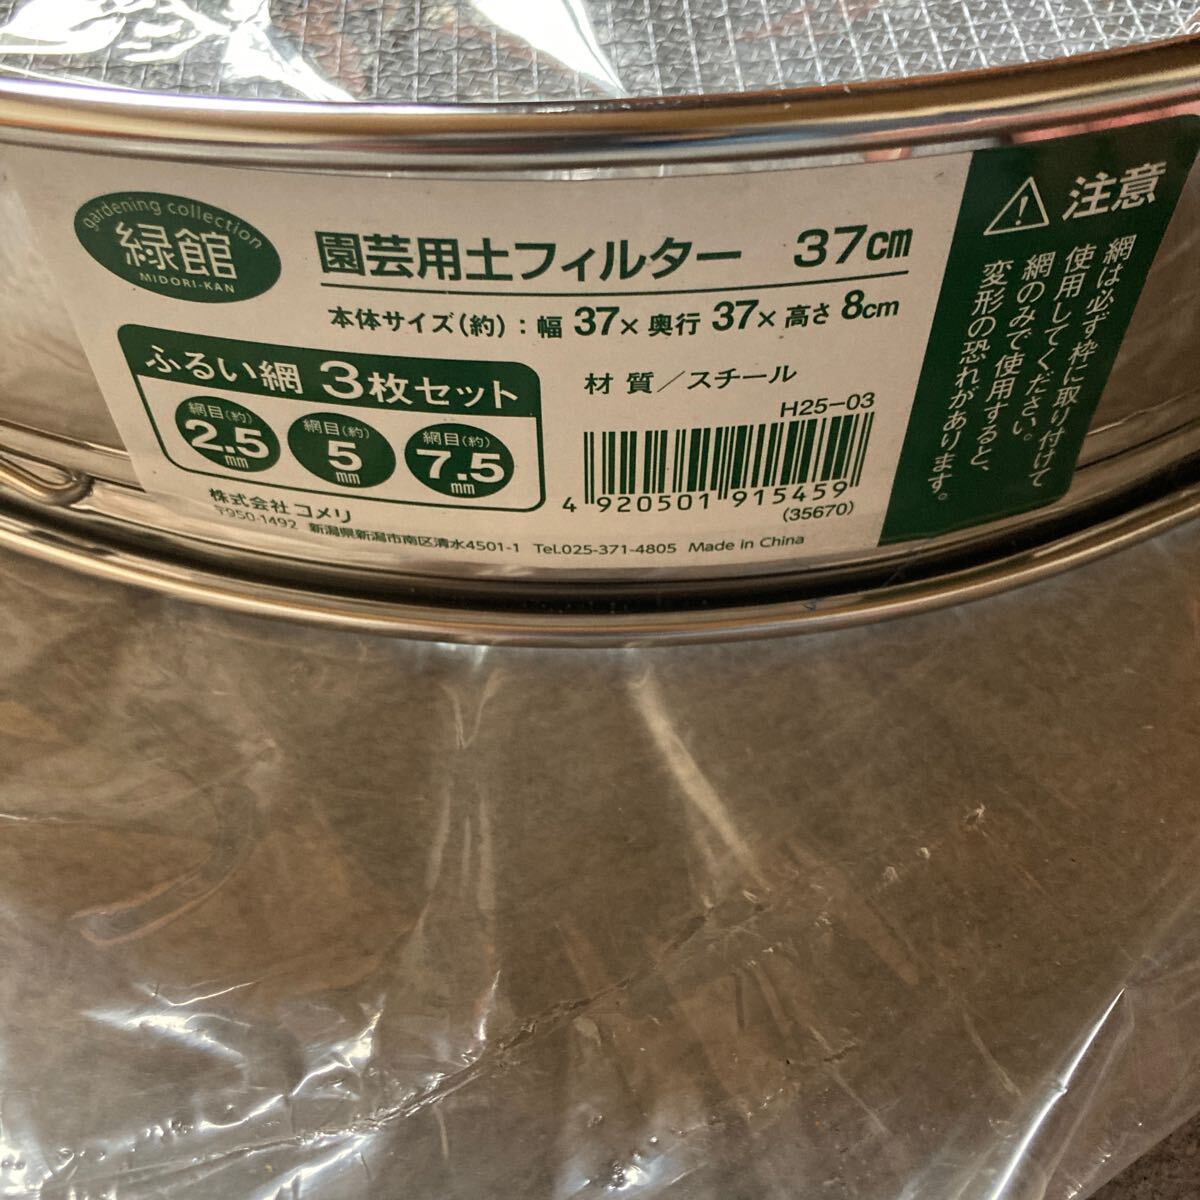 gardening collection
緑館
MIDORI-KAN
園芸用土フィルター 37cm
本体サイズ(約):幅37×奥行37×高さ8cm
ふるい網 3枚セット
網目(約)
2.5
mm
網目(約)
5
mm
網目(約)
7.5
mm
材質/スチール
H25-03
4 920501 915459
(35670)
株式会社 コメリ
〒950-1492 新潟県新潟市南区清水4501-1 TeL.025-371-4805 Made in China
注意
網は必ず枠に取り付けて
使用してください。
網のみで使用すると、
変形の恐れがあります。